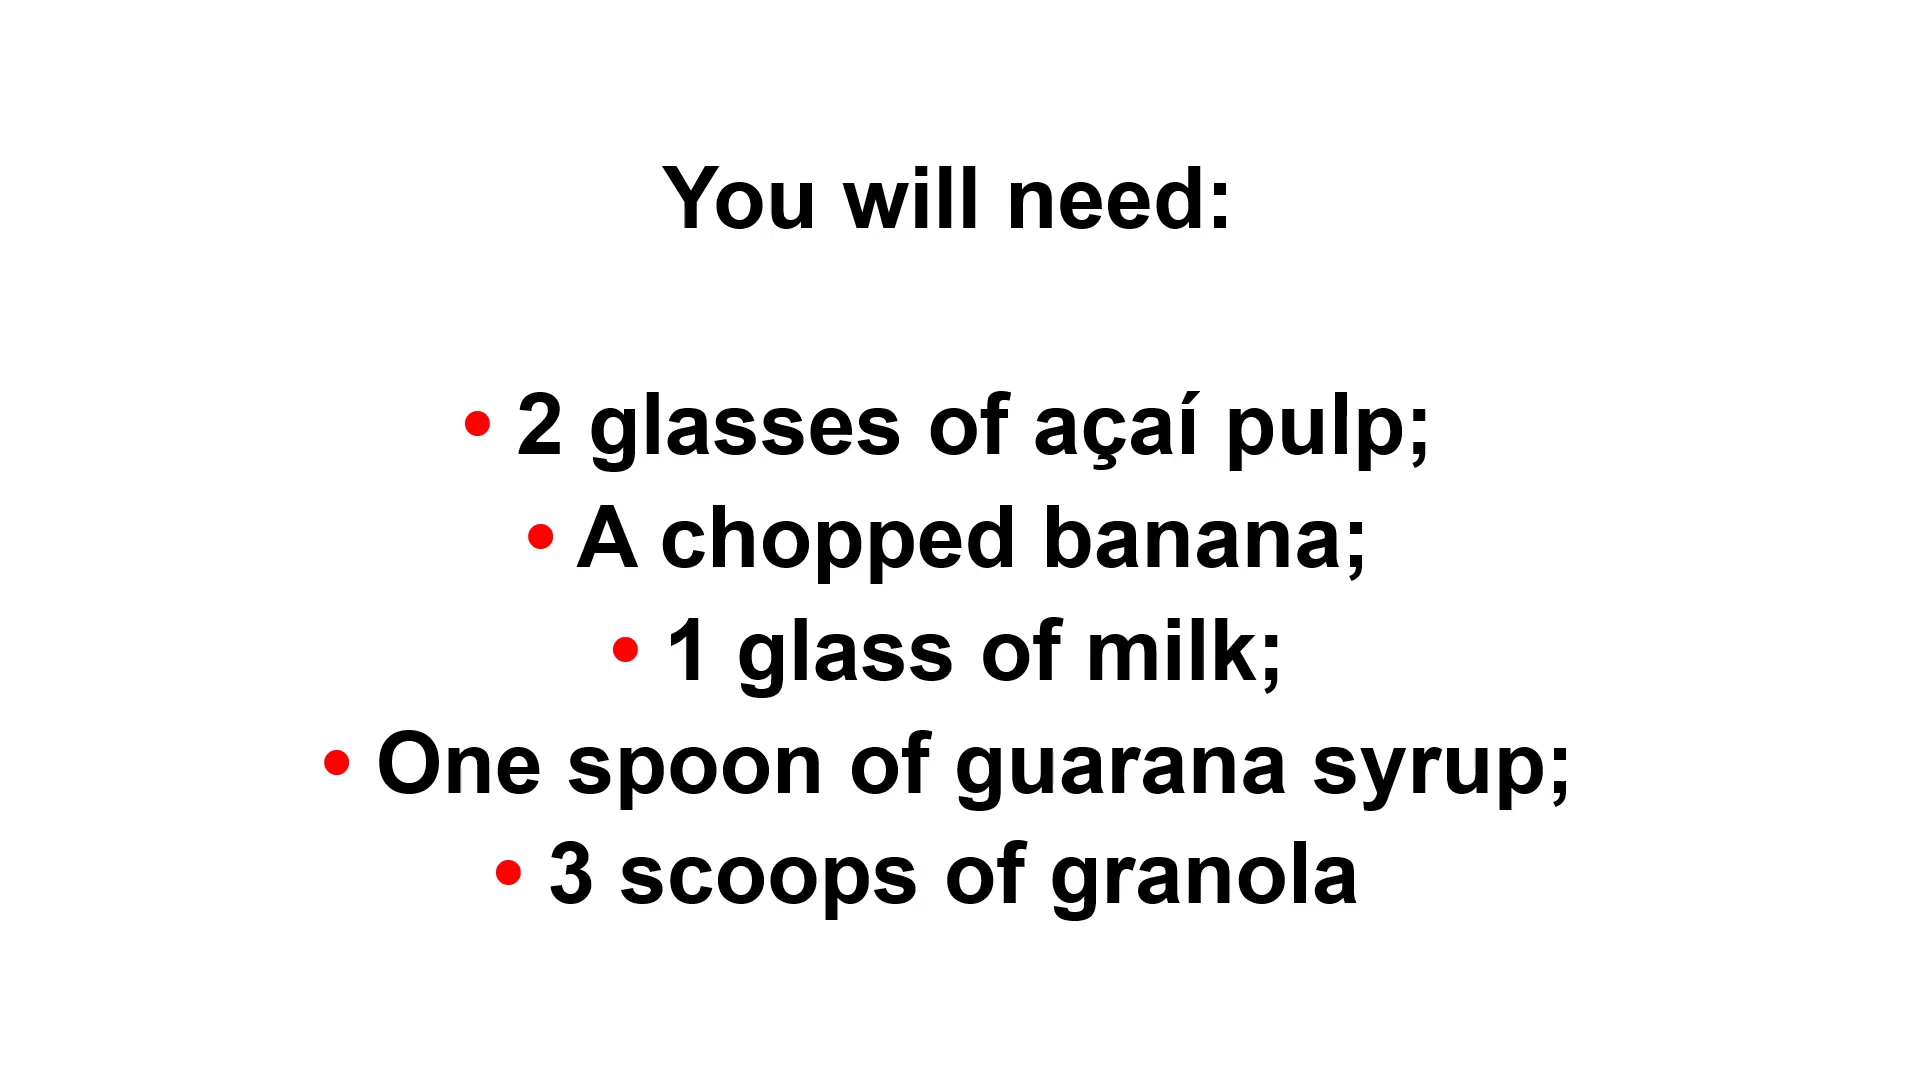 You will need:
• 2 glasses of açaí pulp;
• A chopped banana;
• 1 glass of milk;
• One spoon of guarana syrup;
• 3 scoops of granola